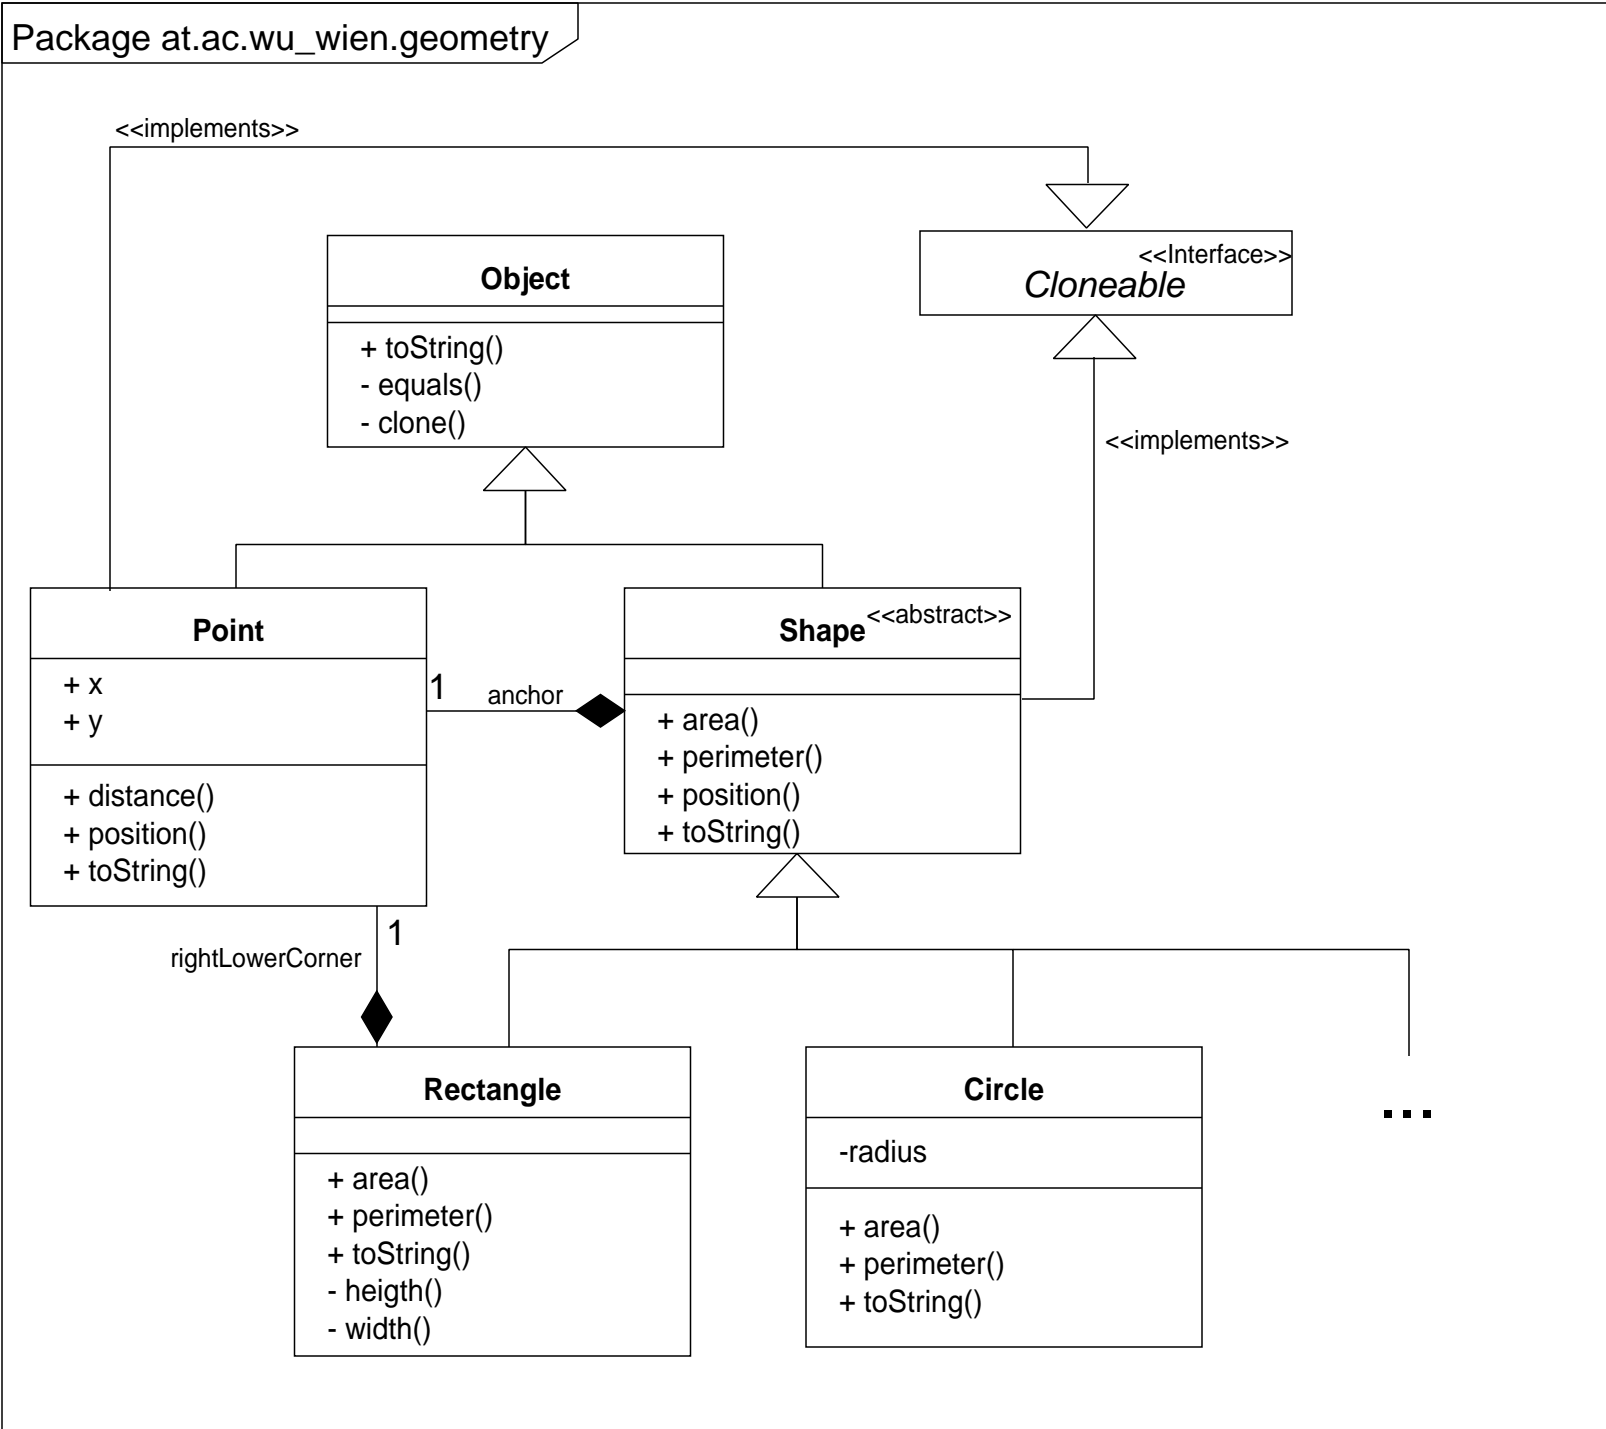 Package at.ac.wu_wien.geometry
<<implements>>
<<Interface>>
Cloneable
Object
+ toString()
- equals()
- clone()
<<implements>>
Point
+ x
+ y
+ distance()
+ position()
+ toString()
1
anchor
<<abstract>>
Shape
+ area()
+ perimeter()
+ position()
+ toString()
1
rightLowerCorner
Rectangle
+ area()
+ perimeter()
+ toString()
- heigth()
- width()
Circle
-radius
+ area()
+ perimeter()
+ toString()
...